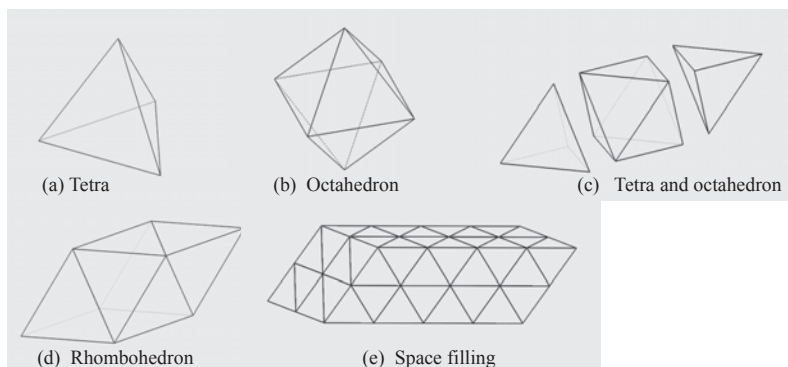 (a) Tetra
(b) Octahedron
(c) Tetra and octahedron
(d) Rhombohedron
(e) Space filling